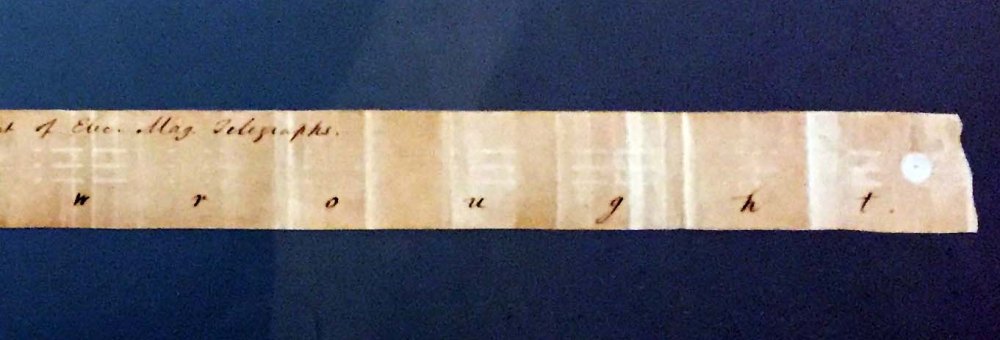 of Elec. Mag. Telegraphs.
w r o u g h t.